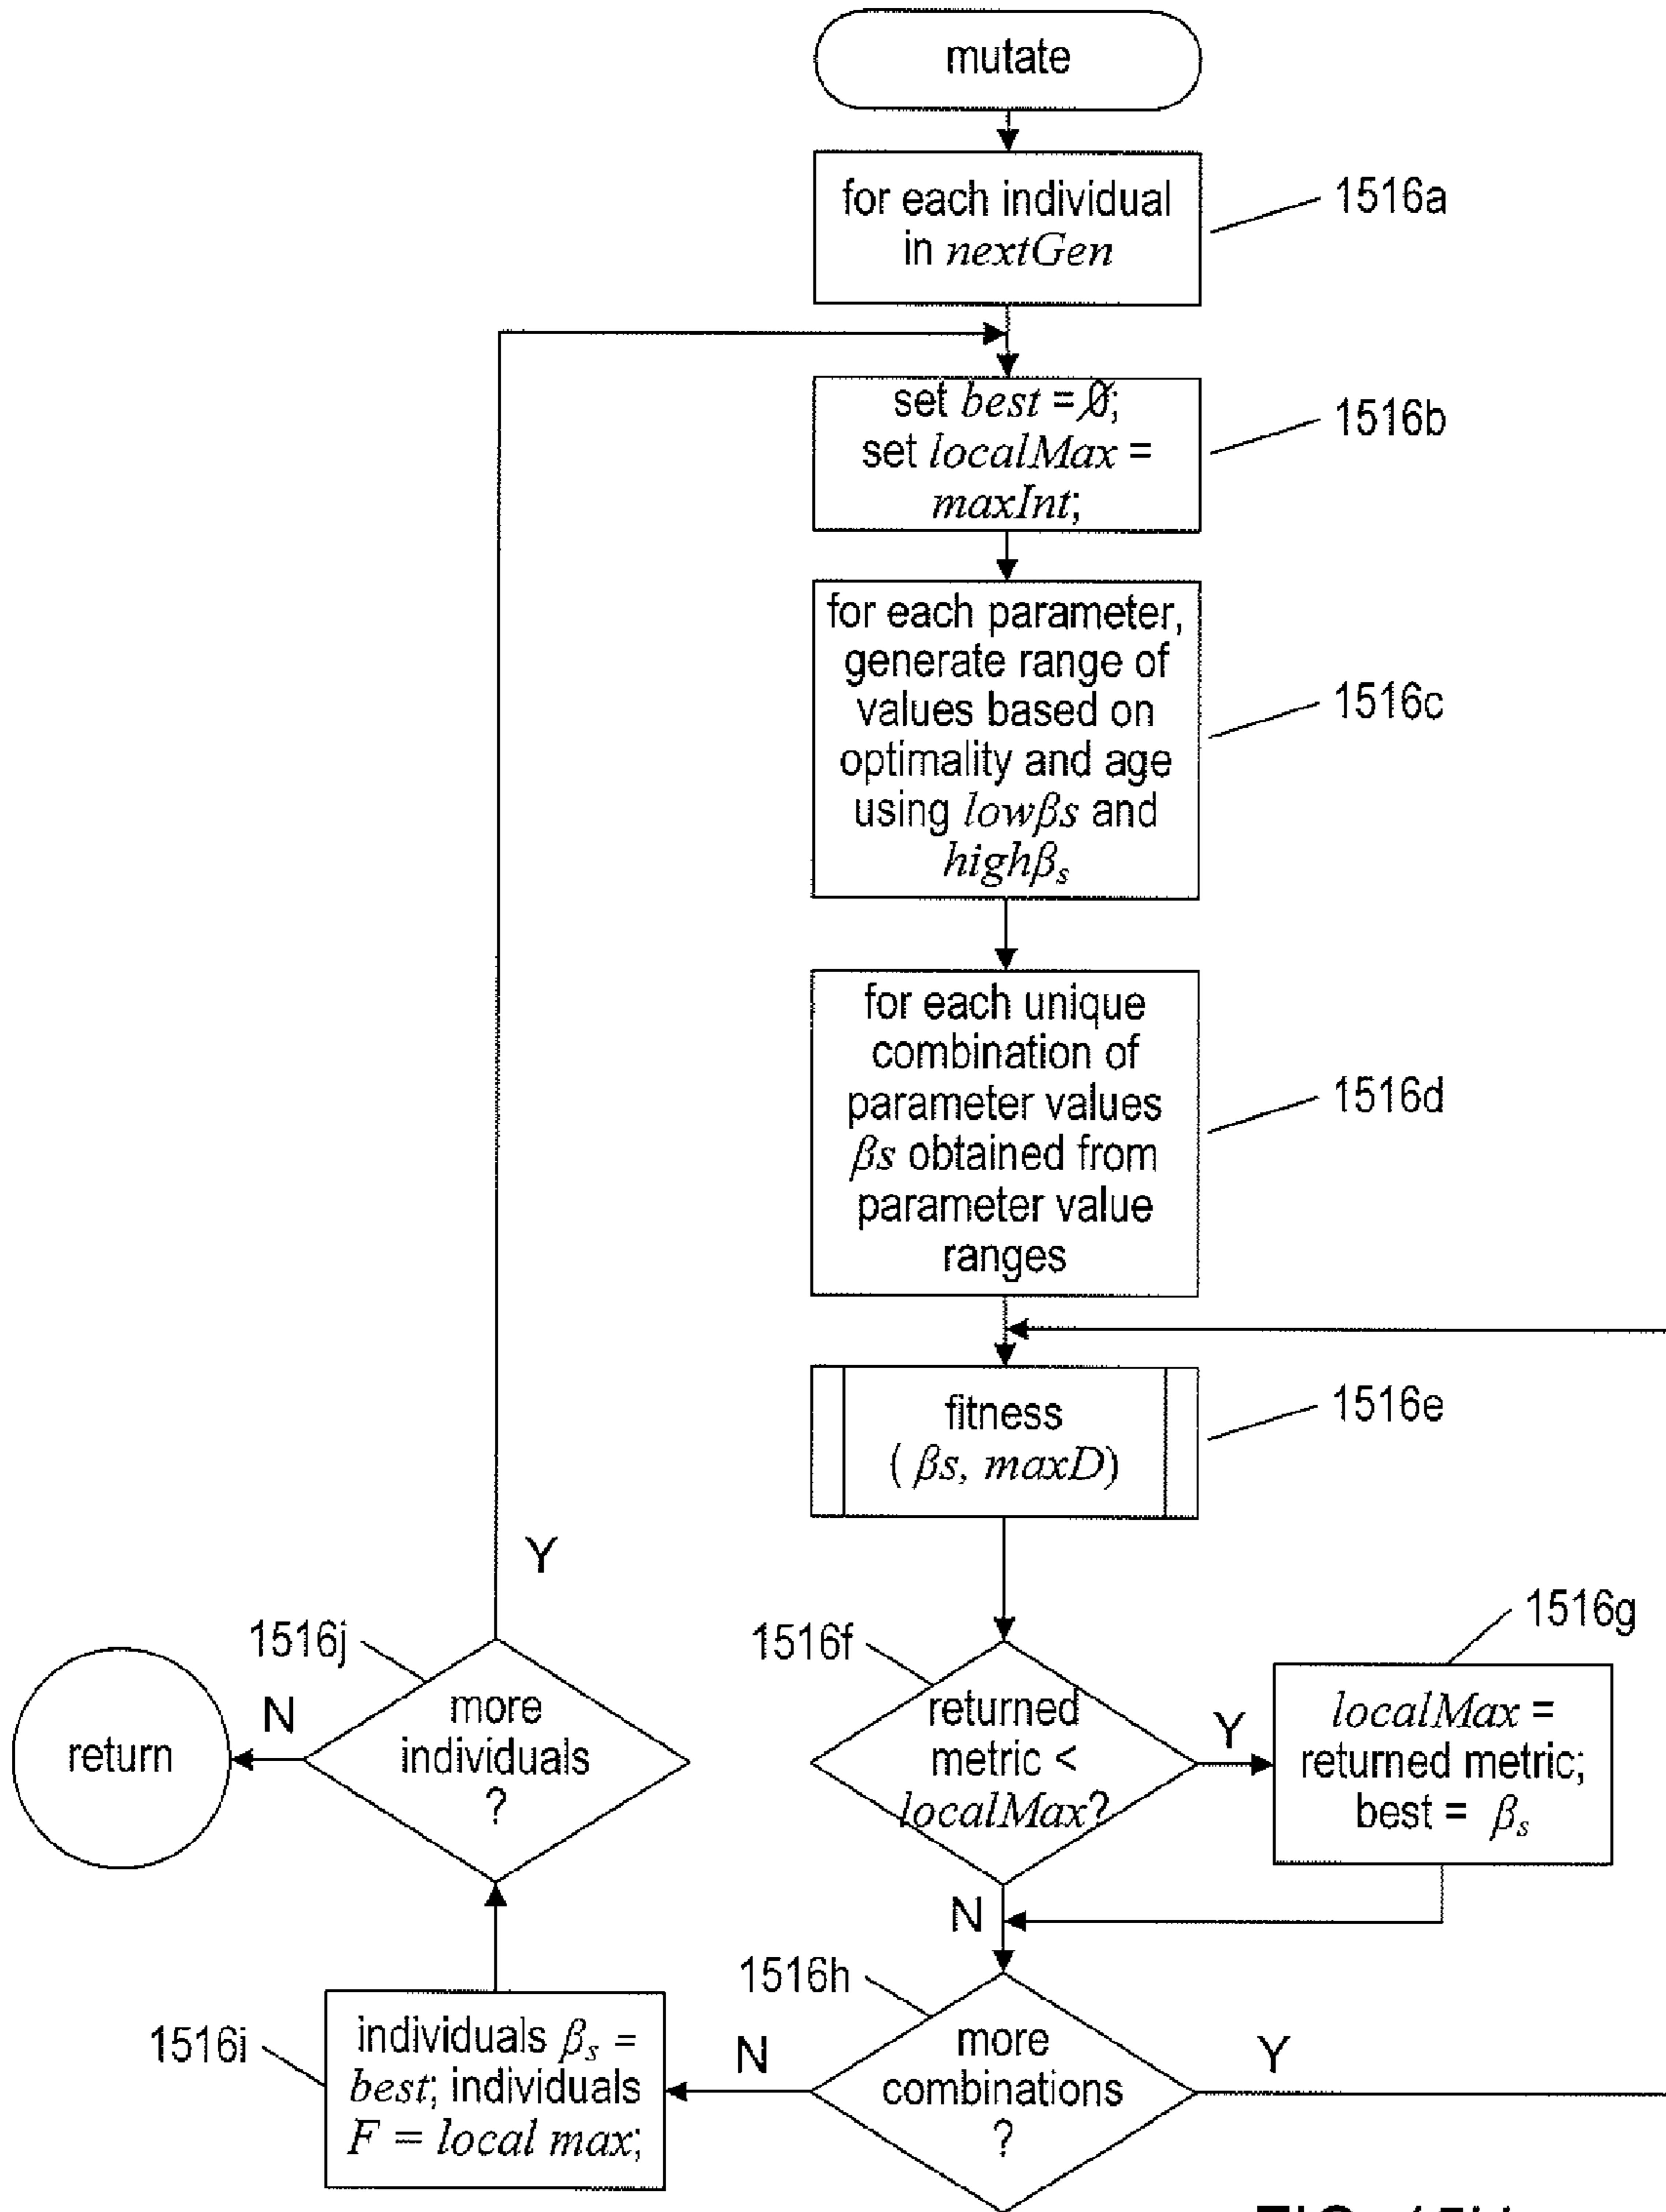 mutate
for each individual
in nextGen
1516a
set best = ∅;
set localMax =
maxInt;
1516b
for each parameter,
generate range of
values based on
optimality and age
using lowβs and
highβₛ
1516c
for each unique
combination of
parameter values
βs obtained from
parameter value
ranges
1516d
fitness
( βs, maxD)
1516e
Y
1516j
1516f
1516g
return
N
more
individuals
?
returned
metric <
localMax?
Y
localMax =
returned metric;
best = βₛ
N
1516h
1516i
individuals βₛ =
best; individuals
F = local max;
N
more
combinations
?
Y